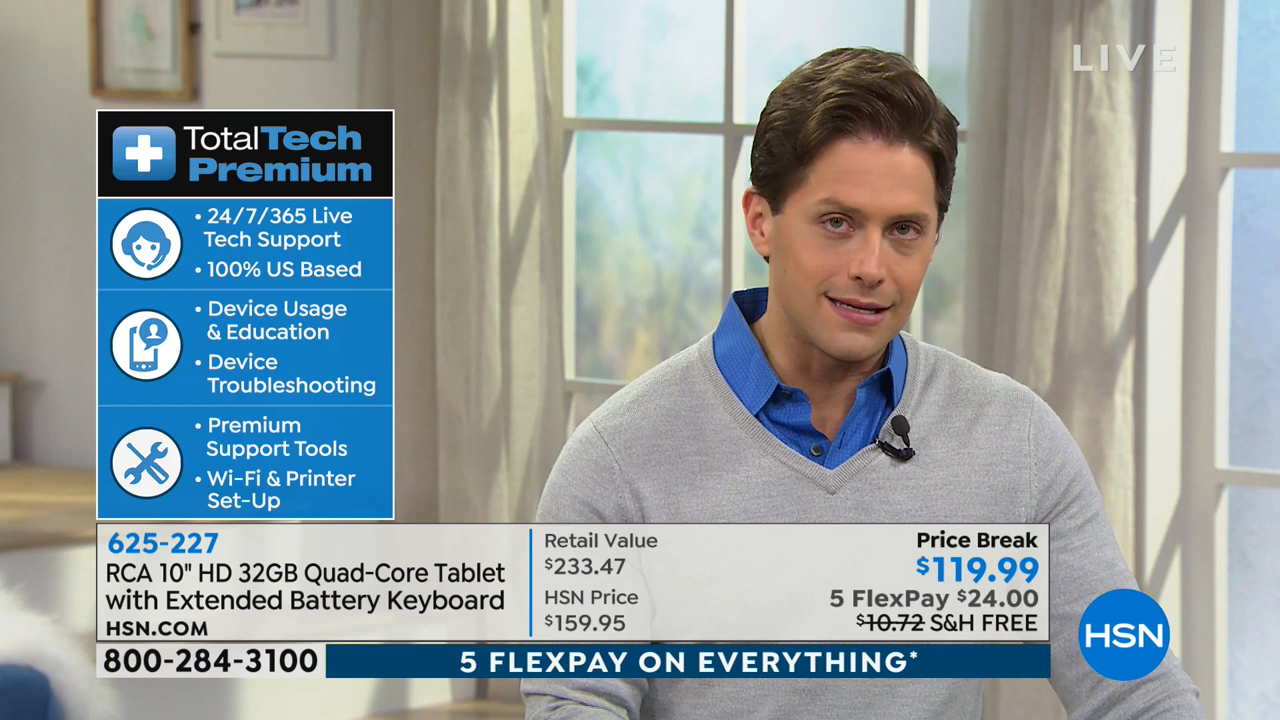 LIVE
TotalTech
Premium
• 24/7/365 Live
Tech Support
• 100% US Based
• Device Usage
& Education
• Device
Troubleshooting
• Premium
Support Tools
• Wi-Fi & Printer
Set-Up
625-227
RCA 10" HD 32GB Quad-Core Tablet
with Extended Battery Keyboard
HSN.COM
Retail Value
$233.47
HSN Price
$159.95
Price Break
$119.99
5 FlexPay $24.00
$10.72 S&H FREE
HSN
800-284-3100
5 FLEXPAY ON EVERYTHING*